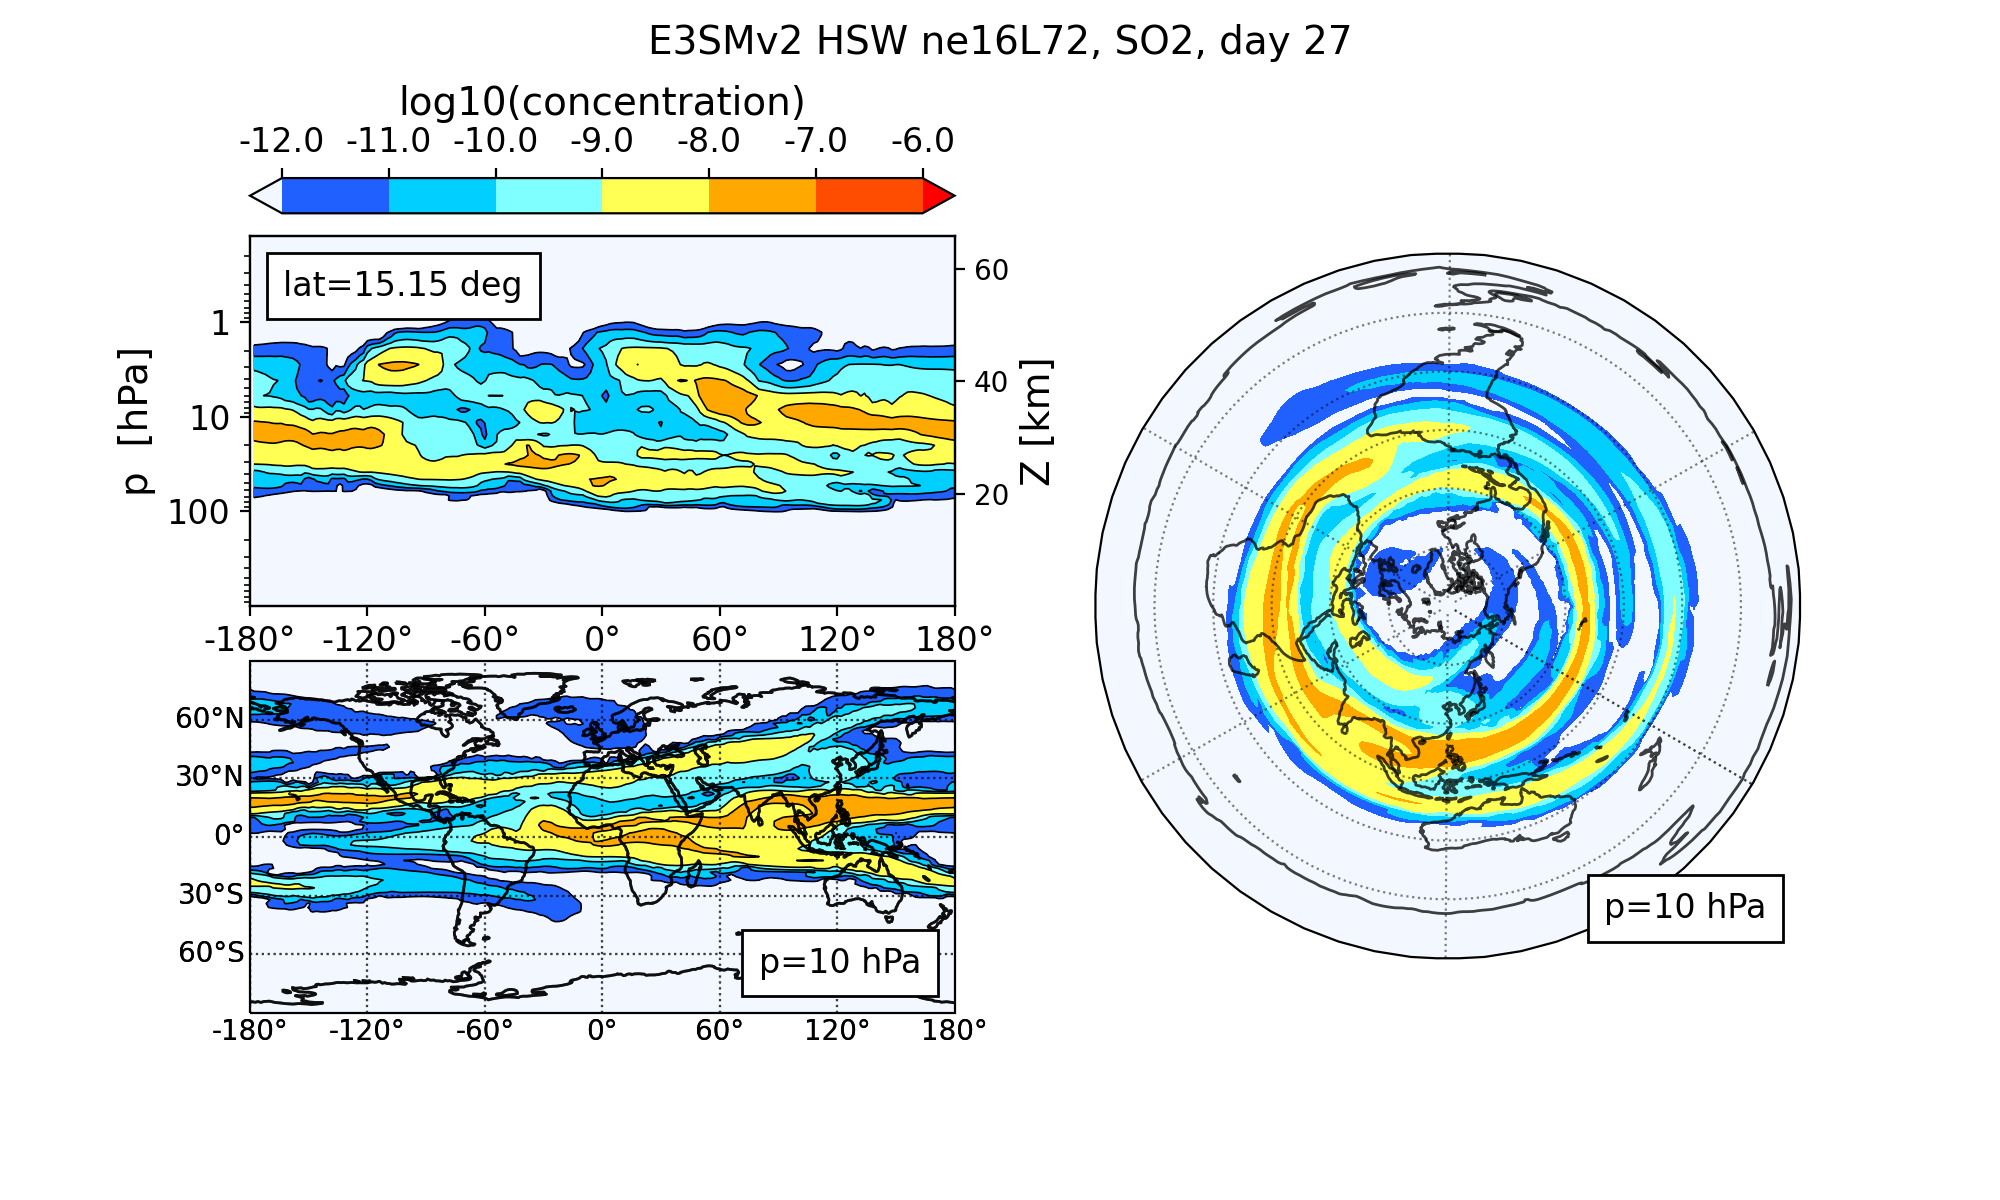 E3SMv2 HSW ne16L72, SO2, day 27
log10(concentration)
-12.0 -11.0 -10.0 -9.0 -8.0 -7.0 -6.0
lat=15.15 deg
p [hPa]
1
10
100
60
40
20
Z [km]
-180° -120° -60° 0° 60° 120° 180°
60°N
30°N
0°
30°S
60°S
p=10 hPa
-180° -120° -60° 0° 60° 120° 180°
p=10 hPa